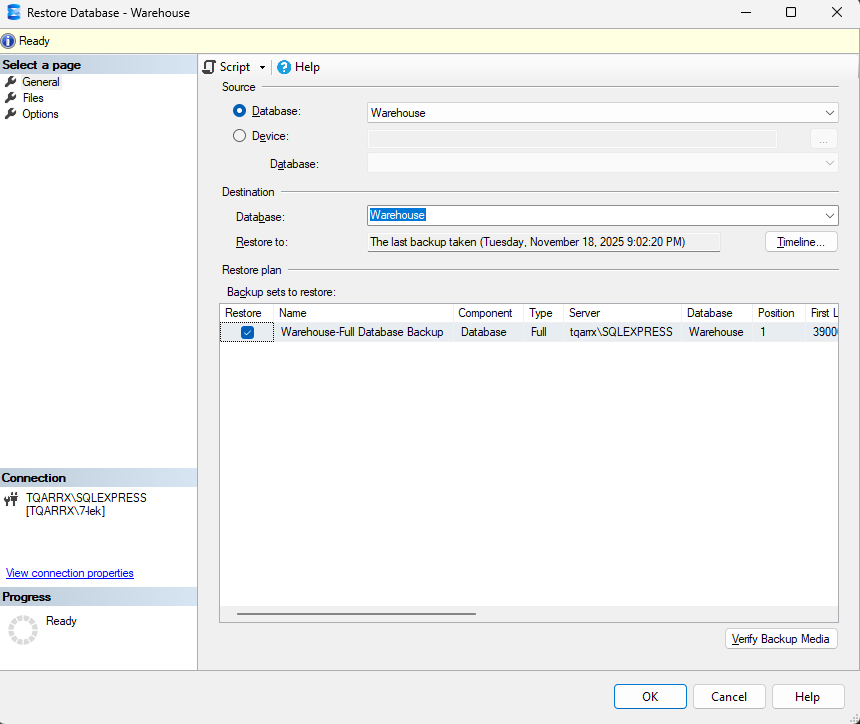 Restore Database - Warehouse
Ready
Select a page
General
Files
Options
Script
Help
Source
Database:
Warehouse
Device:
...
Database:
Destination
Database:
Warehouse
Restore to:
The last backup taken (Tuesday, November 18, 2025 9:02:20 PM)
Timeline...
Restore plan
Backup sets to restore:
Restore Name Component Type Server Database Position First L
Warehouse-Full Database Backup Database Full tqarrx\SQLEXPRESS Warehouse 1 3900
Connection
TQARRX\SQLEXPRESS
[TQARRX\7-lek]
View connection properties
Progress
Ready
Verify Backup Media
OK Cancel Help